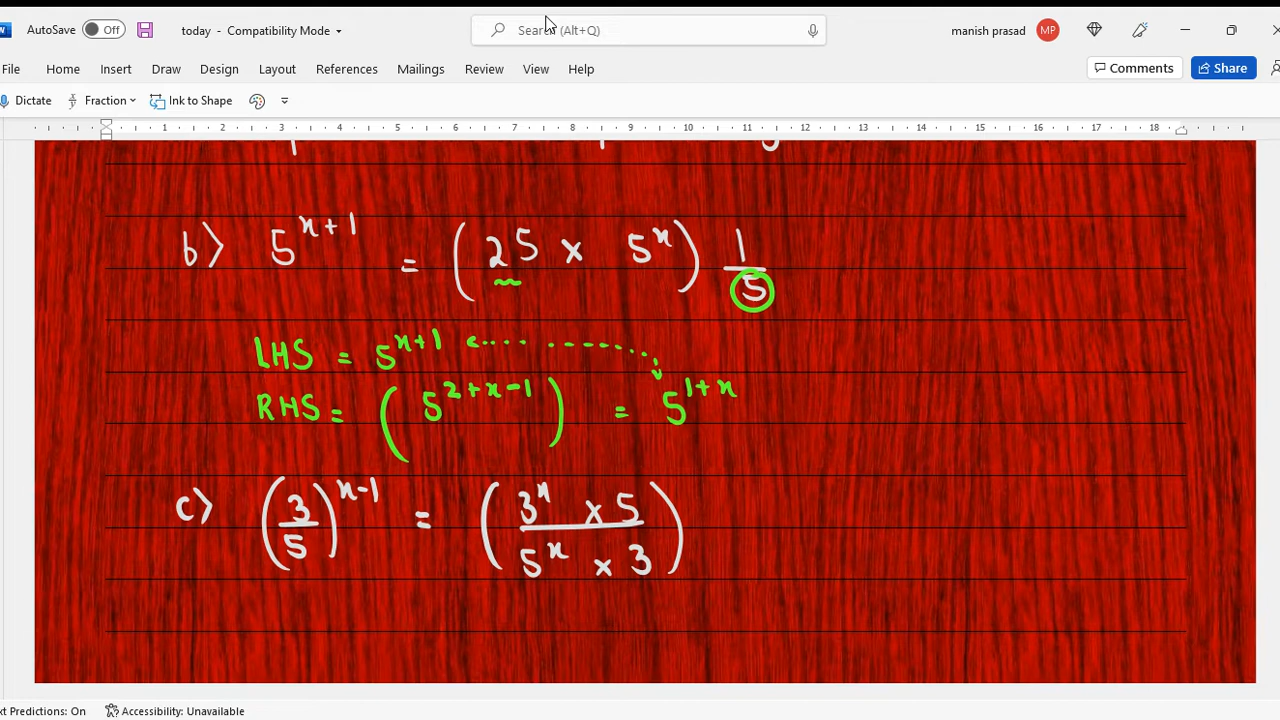 AutoSave Off today - Compatibility Mode Search (Alt+Q) manish prasad MP
File Home Insert Draw Design Layout References Mailings Review View Help Comments Share
Dictate Fraction Ink to Shape
1 2 3 4 5 6 7 8 9 10 11 12 13 14 15 16 17 18
b) 5^(x+1) = (25 × 5^x) 1/5
LHS = 5^(x+1)
RHS = (5^(2+x-1)) = 5^(1+x)
c) (3/5)^(x-1) = (3^x × 5 / 5^x × 3)
xt Predictions: On Accessibility: Unavailable